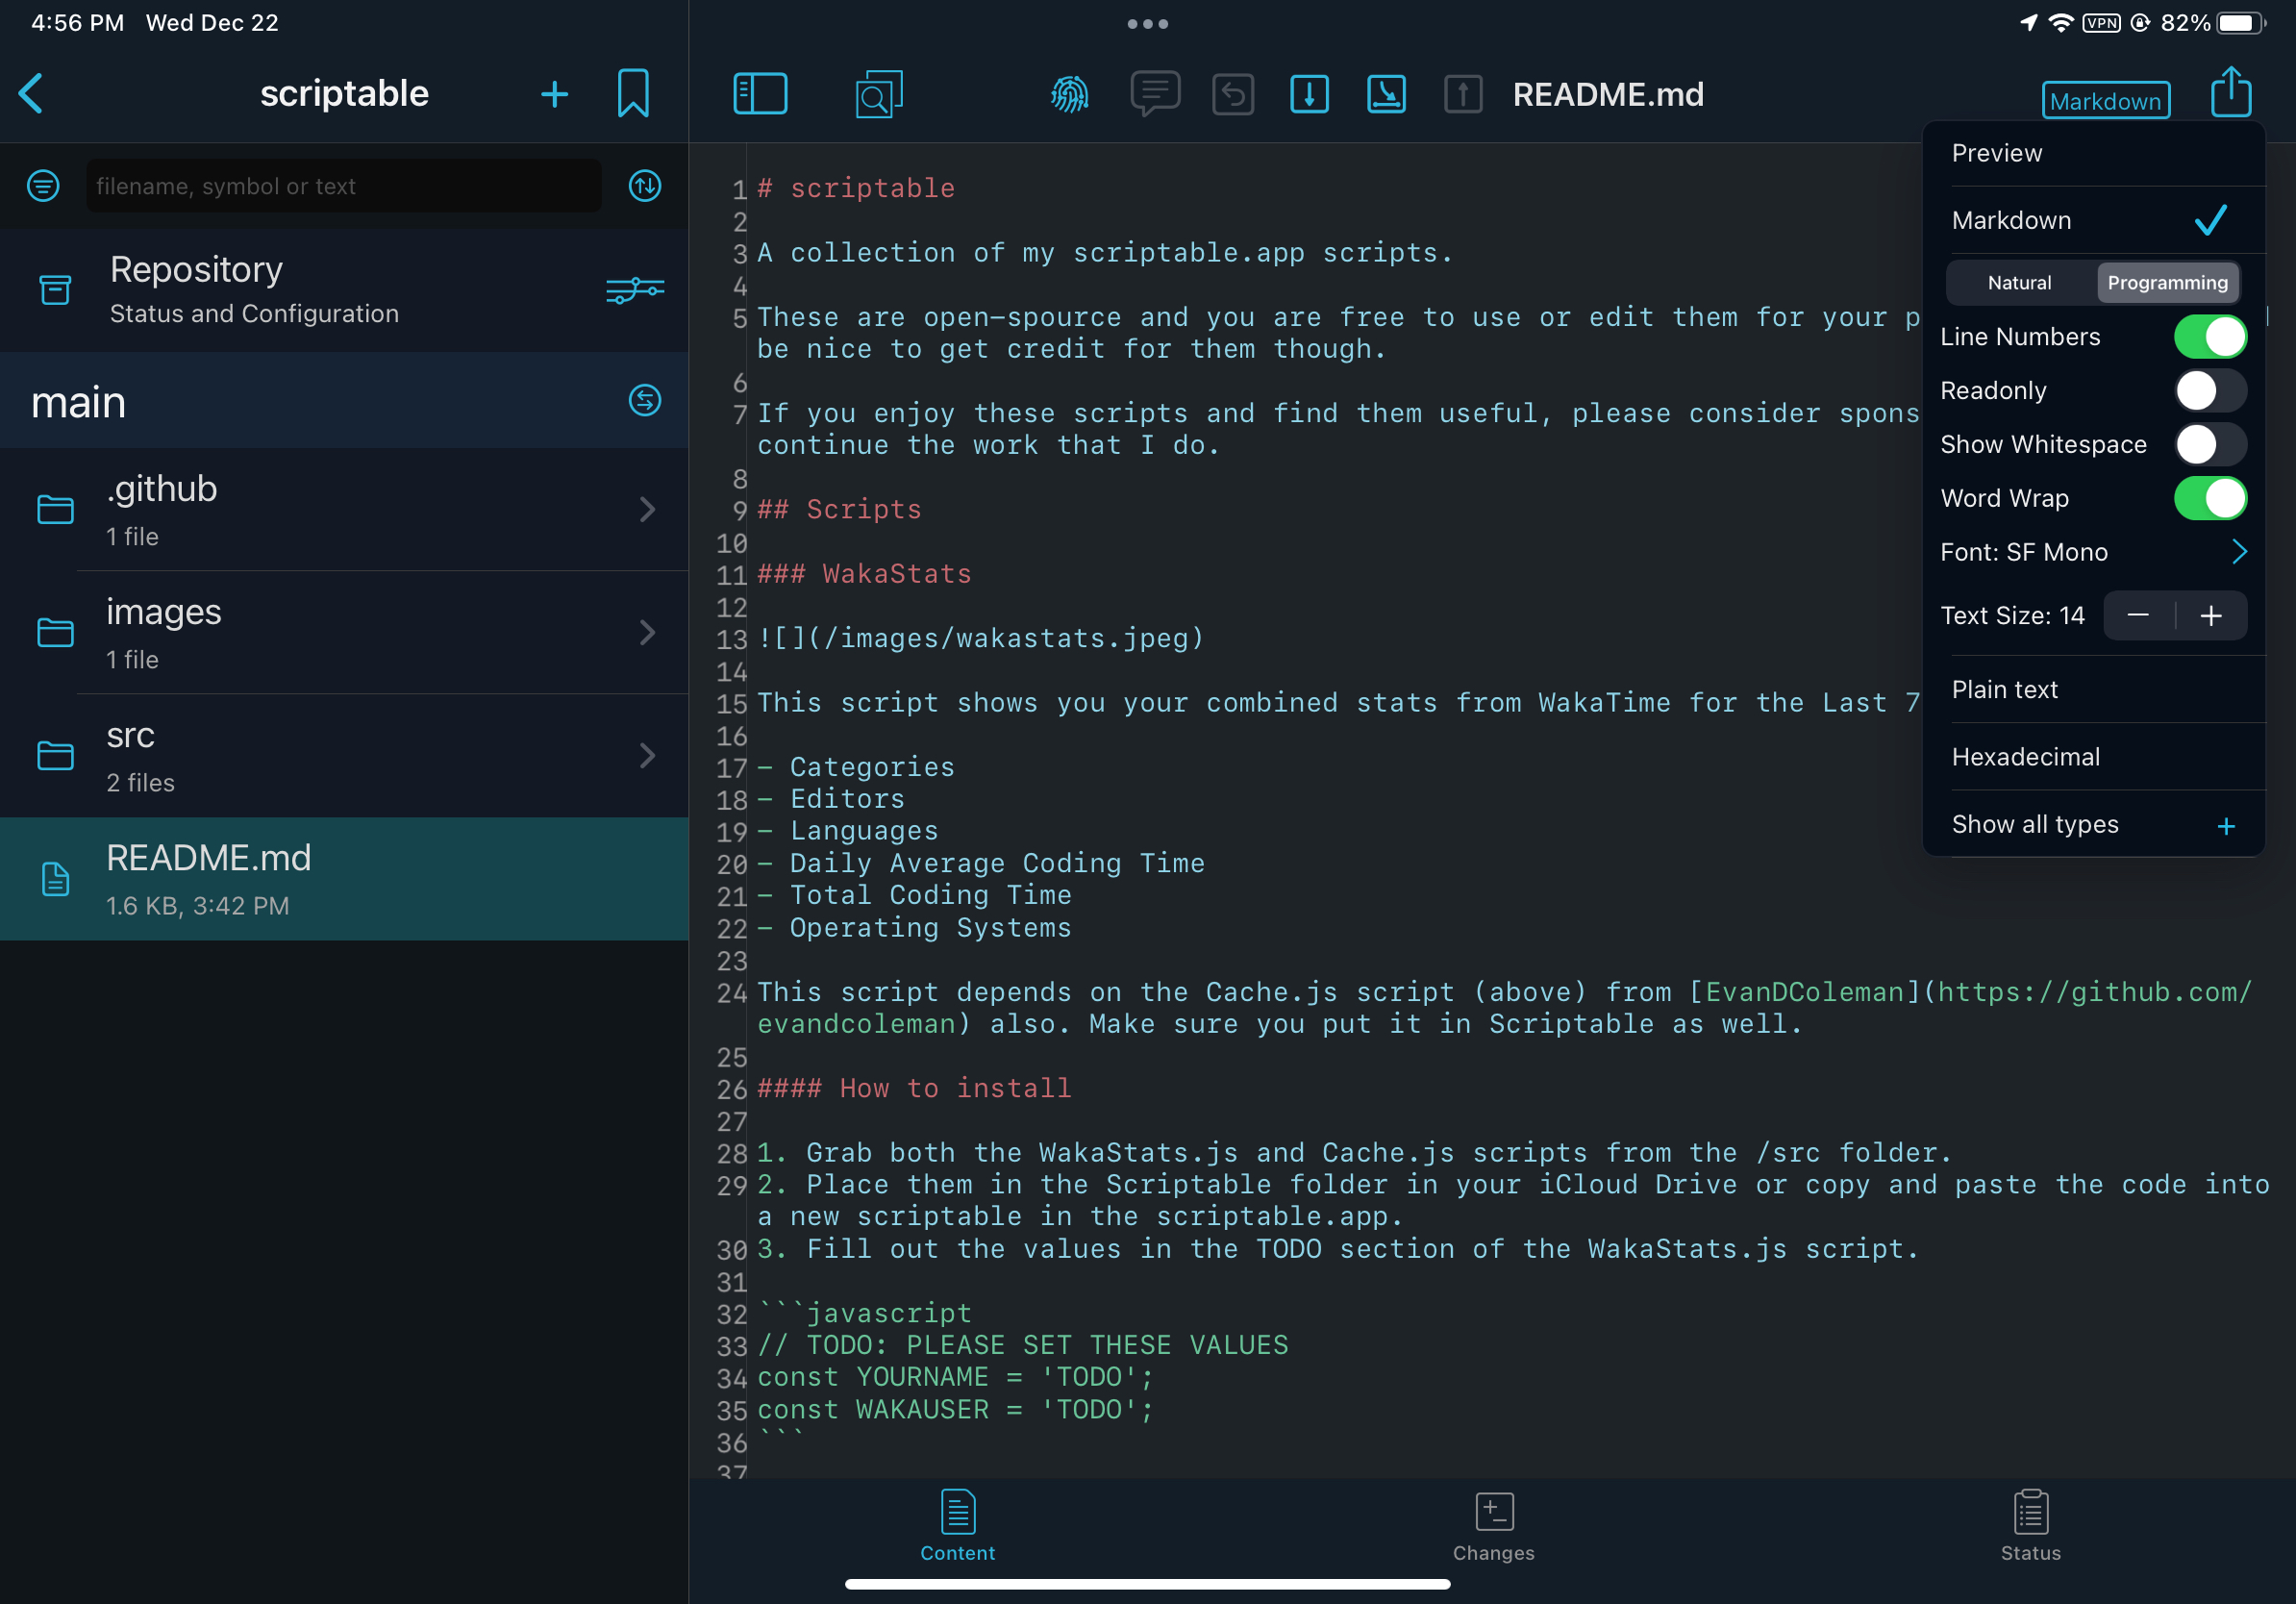 4:56 PM Wed Dec 22
VPN 82%
scriptable
README.md
Markdown
filename, symbol or text
Repository
Status and Configuration
main
.github
1 file
images
1 file
src
2 files
README.md
1.6 KB, 3:42 PM
1 # scriptable
2
3 A collection of my scriptable.app scripts.
4
5 These are open-spource and you are free to use or edit them for your p
be nice to get credit for them though.
6
7 If you enjoy these scripts and find them useful, please consider spons
continue the work that I do.
8
9 ## Scripts
10
11 ### WakaStats
12
13 ![](/images/wakastats.jpeg)
14
15 This script shows you your combined stats from WakaTime for the Last 7
16
17 - Categories
18 - Editors
19 - Languages
20 - Daily Average Coding Time
21 - Total Coding Time
22 - Operating Systems
23
24 This script depends on the Cache.js script (above) from [EvanDColeman](https://github.com/
evandcoleman) also. Make sure you put it in Scriptable as well.
25
26 #### How to install
27
28 1. Grab both the WakaStats.js and Cache.js scripts from the /src folder.
29 2. Place them in the Scriptable folder in your iCloud Drive or copy and paste the code into
a new scriptable in the scriptable.app.
30 3. Fill out the values in the TODO section of the WakaStats.js script.
31
32 ```javascript
33 // TODO: PLEASE SET THESE VALUES
34 const YOURNAME = 'TODO';
35 const WAKAUSER = 'TODO';
36 ```
37
Preview
Markdown
Natural Programming
Line Numbers
Readonly
Show Whitespace
Word Wrap
Font: SF Mono
Text Size: 14 − +
Plain text
Hexadecimal
Show all types +
Content
Changes
Status